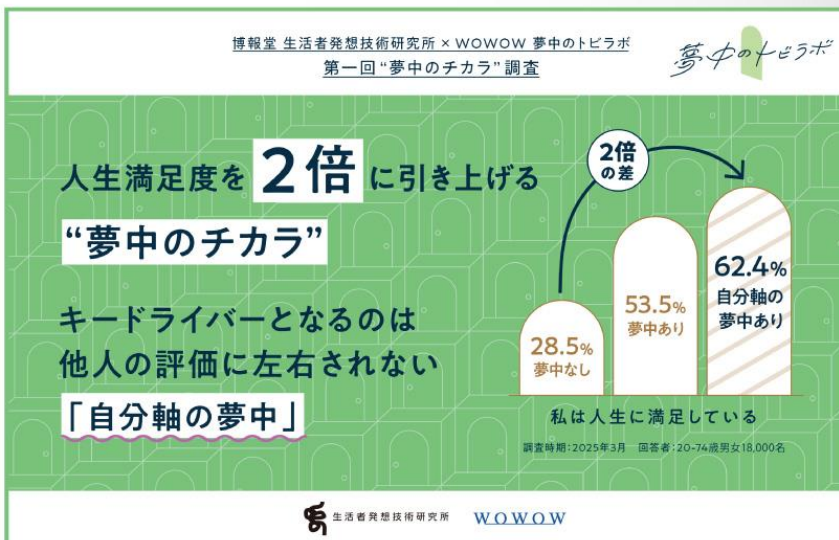 博報堂 生活者発想技術研究所 × WOWOW 夢中のトビラボ
第一回“夢中のチカラ”調査
夢中のトビラボ
人生満足度を2倍に引き上げる
“夢中のチカラ”
キードライバーとなるのは
他人の評価に左右されない
「自分軸の夢中」
2倍
の差
28.5%
夢中なし
53.5%
夢中あり
62.4%
自分軸の
夢中あり
私は人生に満足している
調査時期:2025年3月 回答者:20-74歳男女18,000名
生活者発想技術研究所
WOWOW